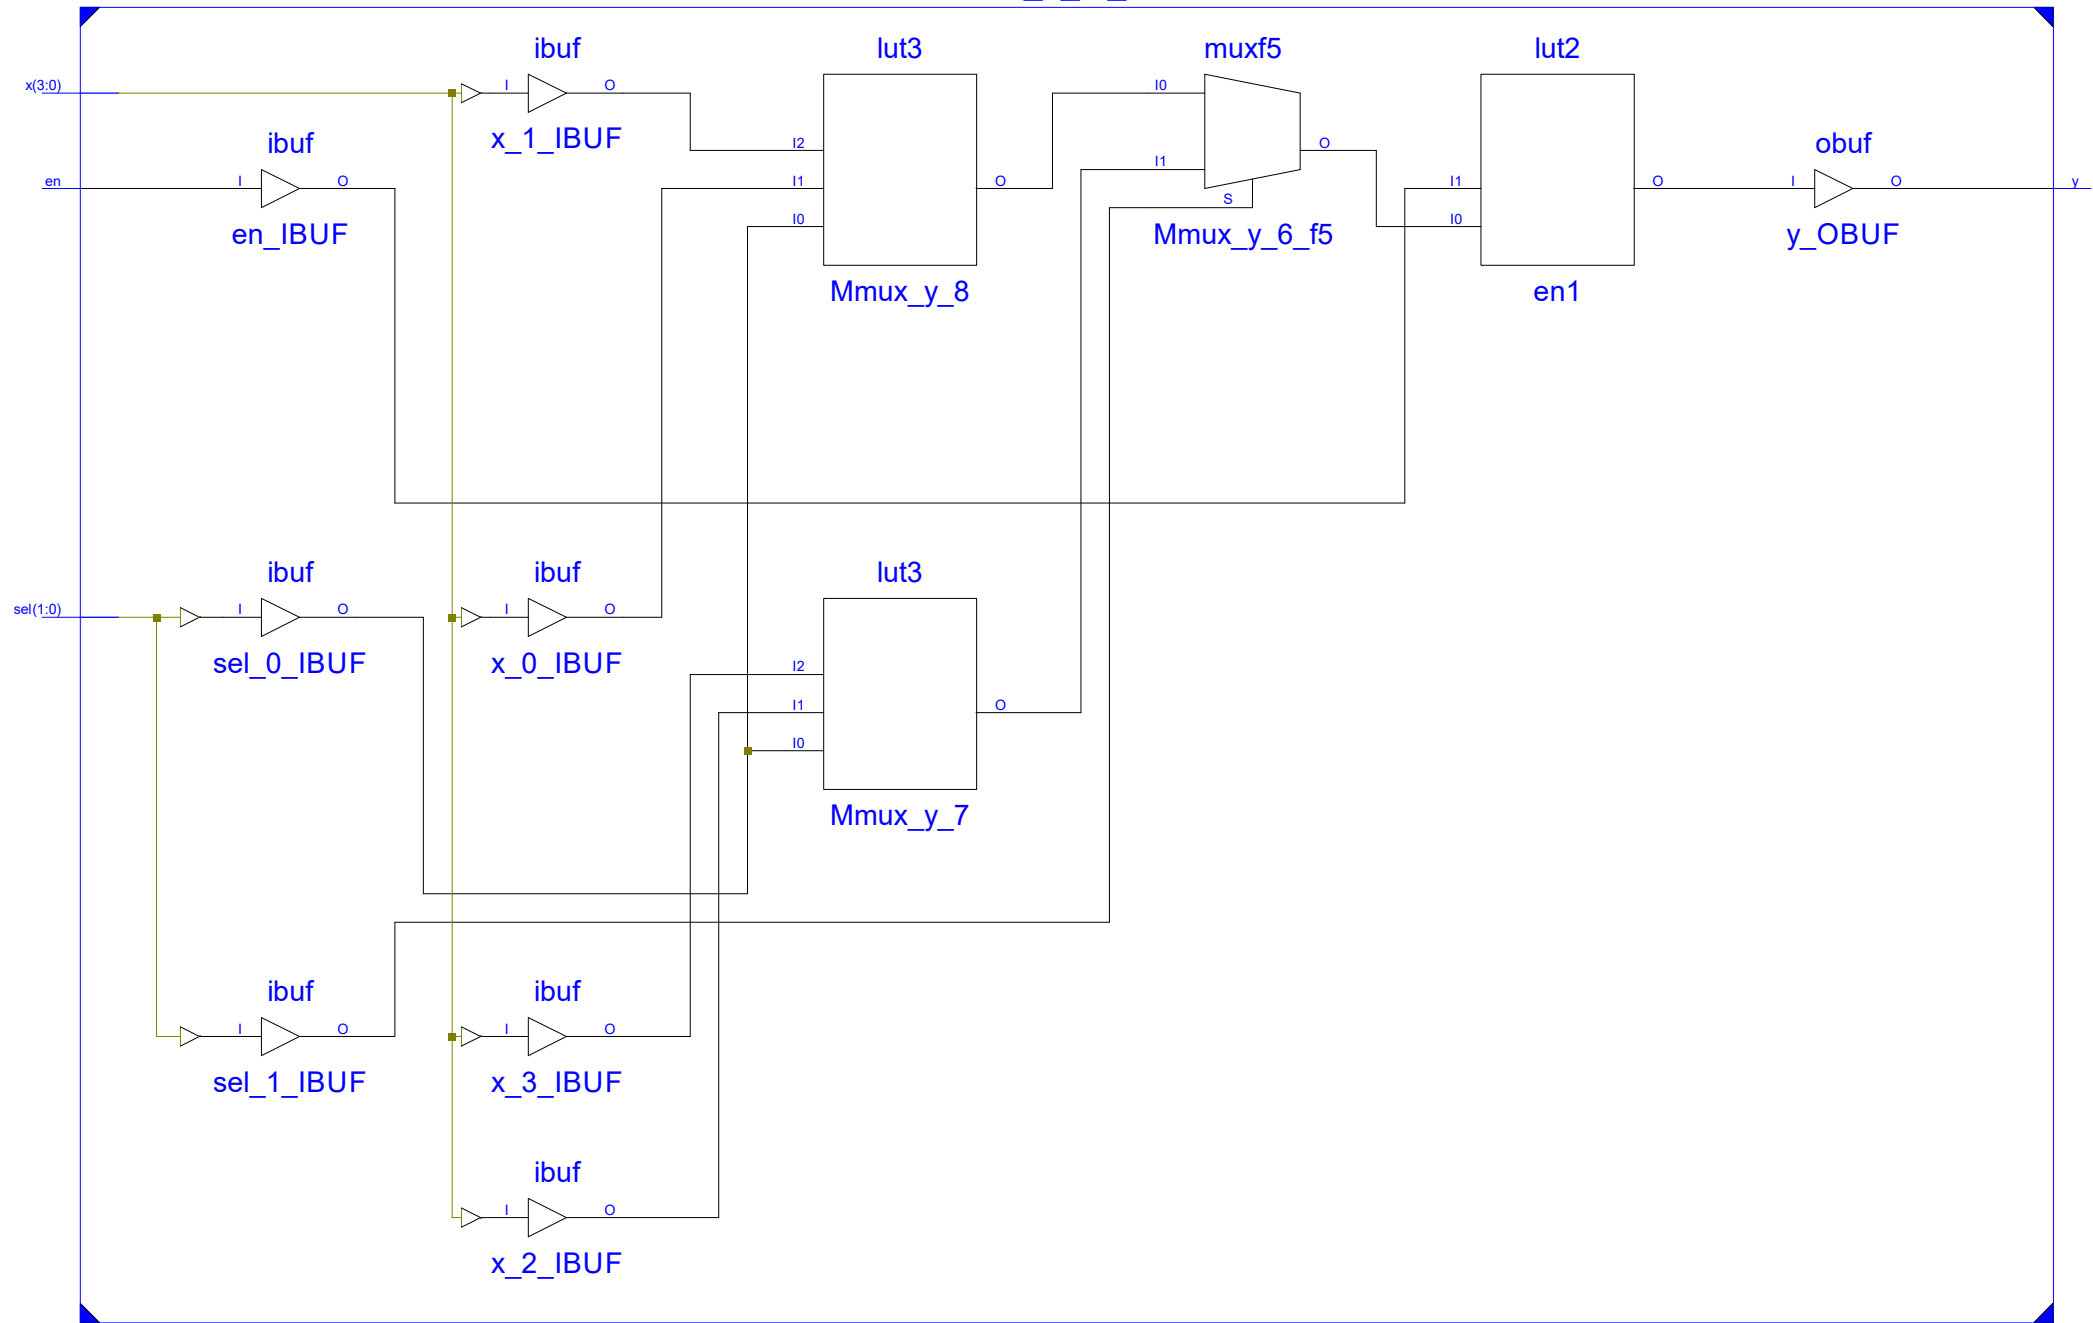 ibuf lut3 muxf5 lut2
x(3:0) I O I0
x_1_IBUF
ibuf I2 O obuf
I1
en I O I1 O I1 O I O y
S
I0 I0
en_IBUF Mmux_y_6_f5 y_OBUF
Mmux_y_8 en1
ibuf ibuf lut3
sel(1:0) I O I O
sel_0_IBUF x_0_IBUF I2
I1 O
I0
Mmux_y_7
ibuf ibuf
I O I O
sel_1_IBUF x_3_IBUF
ibuf
I O
x_2_IBUF